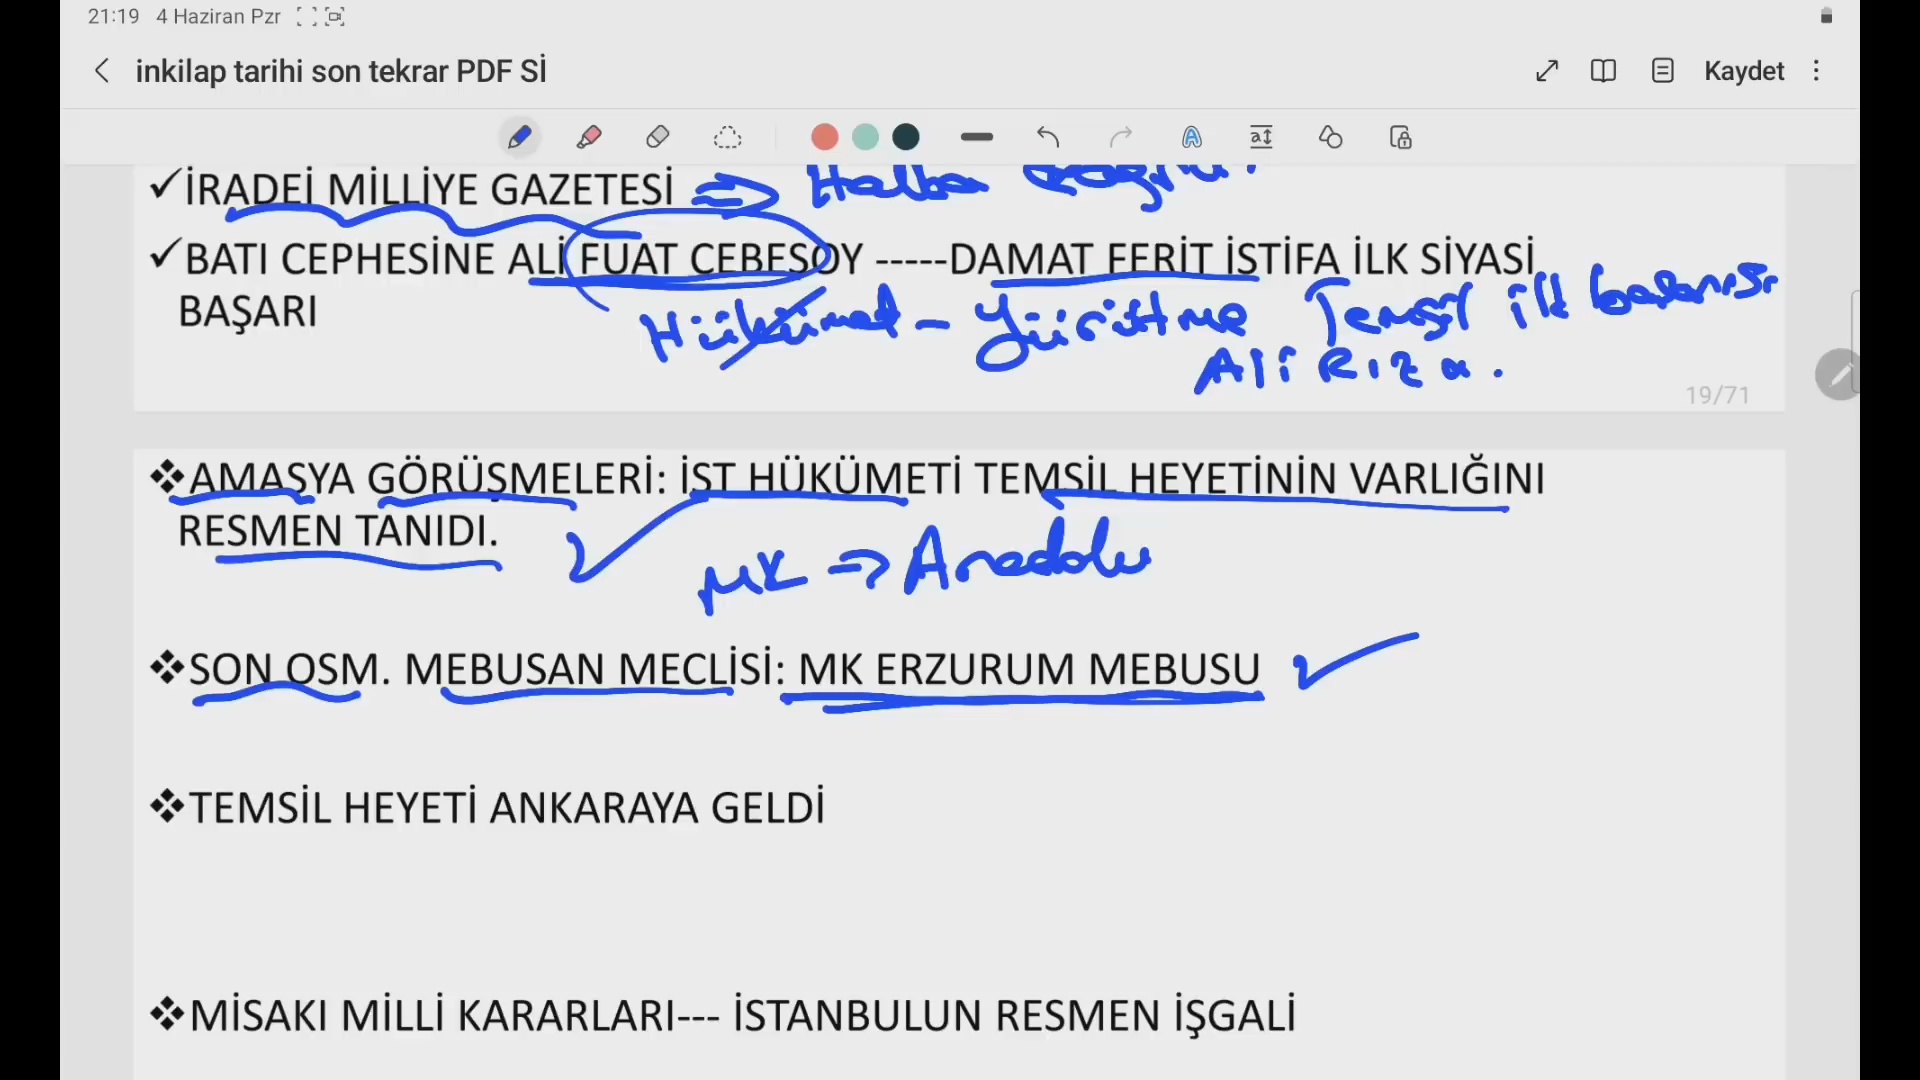 21:19 4 Haziran Pzr
inkilap tarihi son tekrar PDF Sİ
Kaydet
İRADEİ MİLLİYE GAZETESİ
BATI CEPHESİNE ALİ FUAT CEBESOY -----DAMAT FERİT İSTİFA İLK SİYASİ
BAŞARI
Hükümet - Yürütme Temsil ilk başarısı
Ali Rıza.
19/71
AMASYA GÖRÜŞMELERİ: İST HÜKÜMETİ TEMSİL HEYETİNİN VARLIĞINI
RESMEN TANIDI.
MK => Anadolu
SON OSM. MEBUSAN MECLİSİ: MK ERZURUM MEBUSU
TEMSİL HEYETİ ANKARAYA GELDİ
MİSAKI MİLLİ KARARLARI--- İSTANBULUN RESMEN İŞGALİ